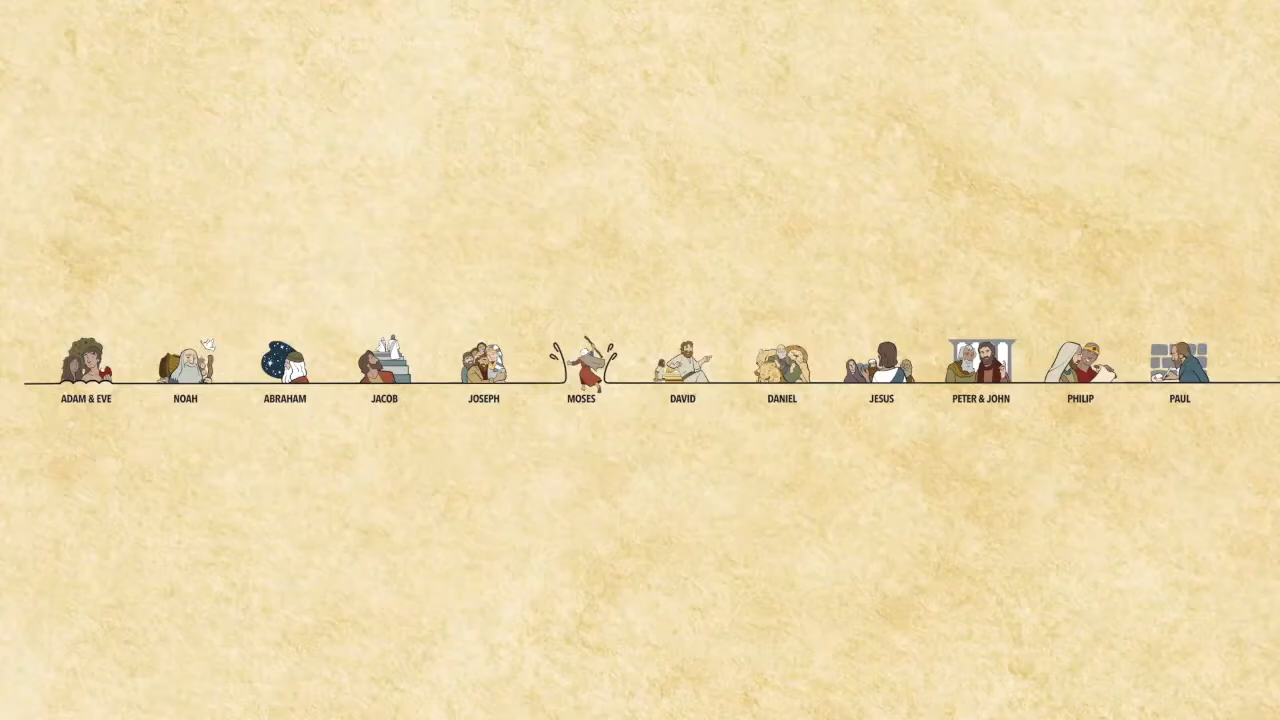 ADAM & EVE
NOAH
ABRAHAM
JACOB
JOSEPH
MOSES
DAVID
DANIEL
JESUS
PETER & JOHN
PHILIP
PAUL